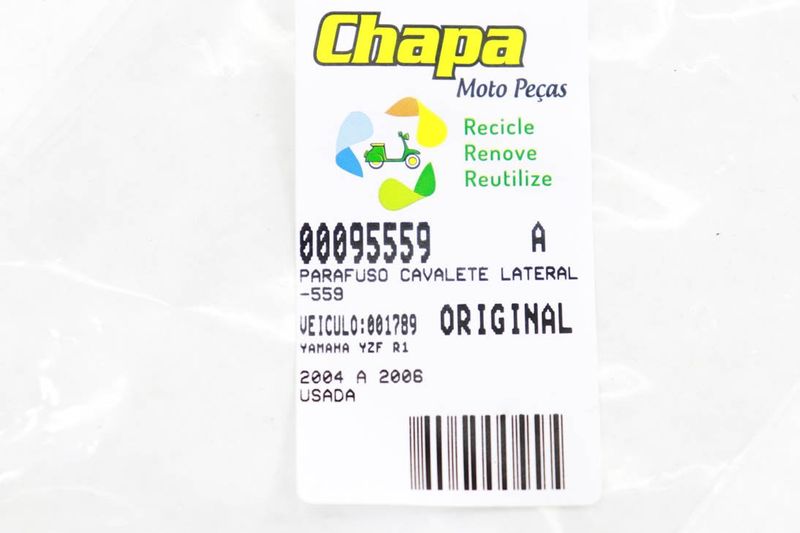 Chapa
Moto Peças
Recicle
Renove
Reutilize
00095559 A
PARAFUSO CAVALETE LATERAL
-559
VEICULO:001789 ORIGINAL
YAMAHA YZF R1
2004 A 2006
USADA